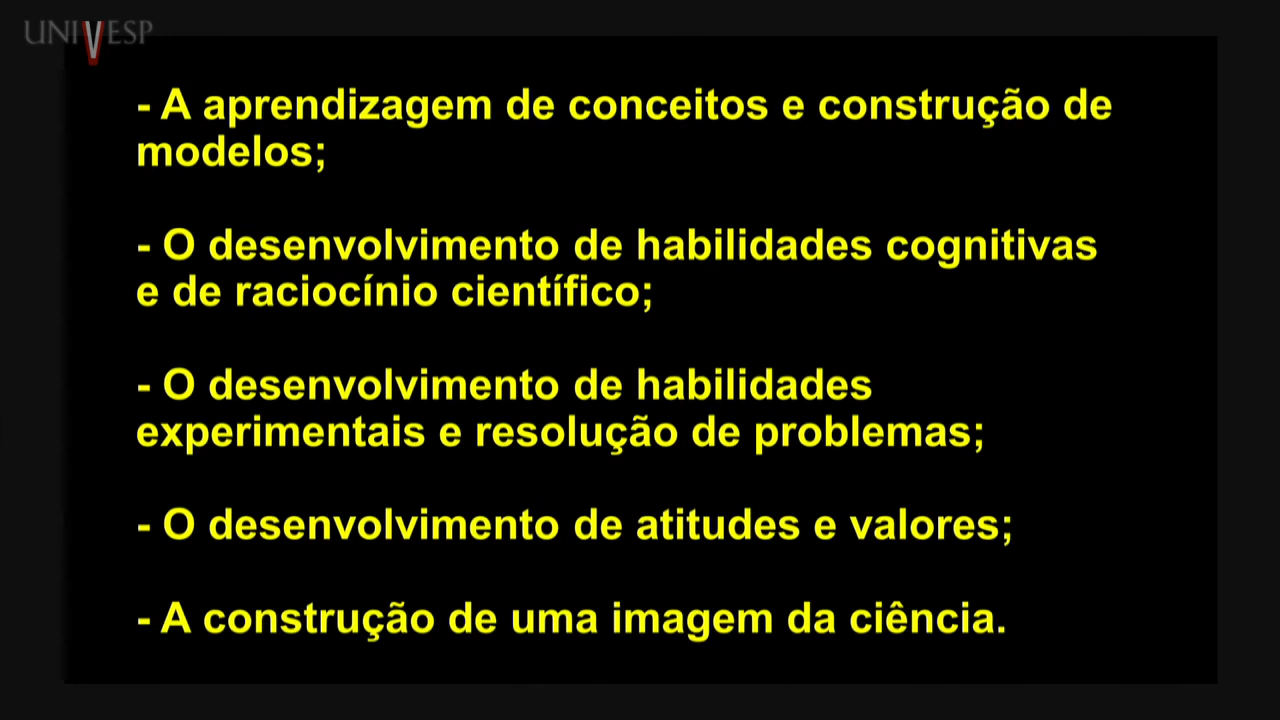 UNIVESP
- A aprendizagem de conceitos e construção de
modelos;
- O desenvolvimento de habilidades cognitivas
e de raciocínio científico;
- O desenvolvimento de habilidades
experimentais e resolução de problemas;
- O desenvolvimento de atitudes e valores;
- A construção de uma imagem da ciência.